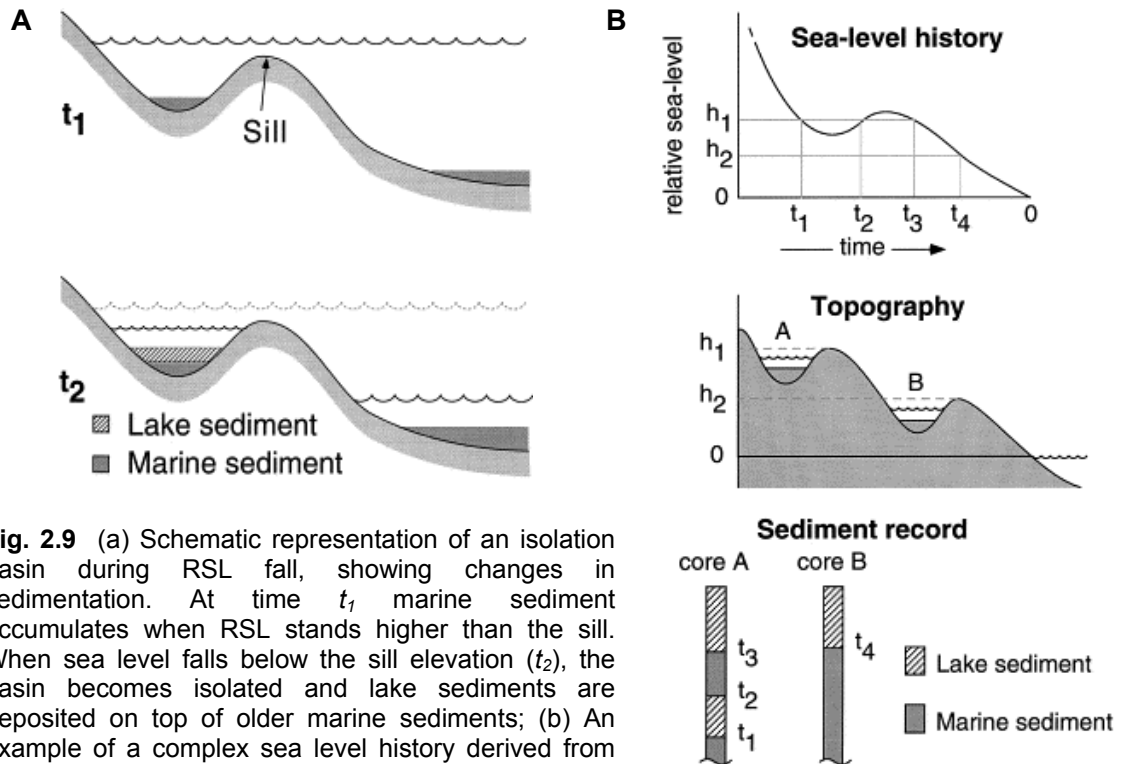 A
t1
Sill
t2
Lake sediment
Marine sediment
ig. 2.9 (a) Schematic representation of an isolation
asin during RSL fall, showing changes in
edimentation. At time t1 marine sediment
ccumulates when RSL stands higher than the sill.
When sea level falls below the sill elevation (t2), the
asin becomes isolated and lake sediments are
eposited on top of older marine sediments; (b) An
xample of a complex sea level history derived from
B
Sea-level history
relative sea-level
h1
h2
0
t1 t2 t3 t4 0
time
Topography
h1
A
h2
B
0
Sediment record
core A core B
t3
t2
t1
t4
Lake sediment
Marine sediment